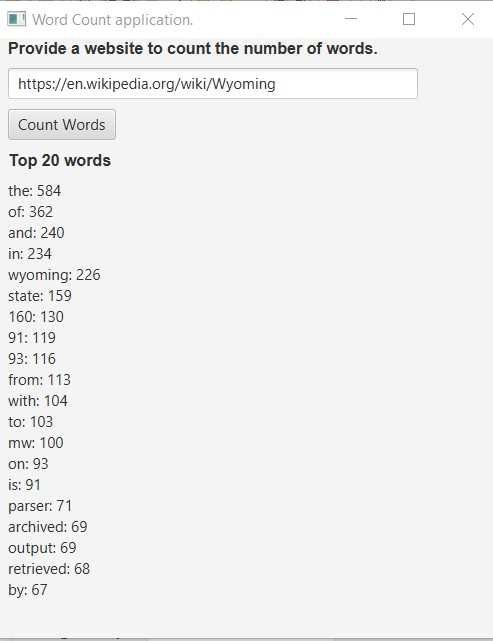 Word Count application.
Provide a website to count the number of words.
https://en.wikipedia.org/wiki/Wyoming
Count Words
Top 20 words
the: 584
of: 362
and: 240
in: 234
wyoming: 226
state: 159
160: 130
91: 119
93: 116
from: 113
with: 104
to: 103
mw: 100
on: 93
is: 91
parser: 71
archived: 69
output: 69
retrieved: 68
by: 67